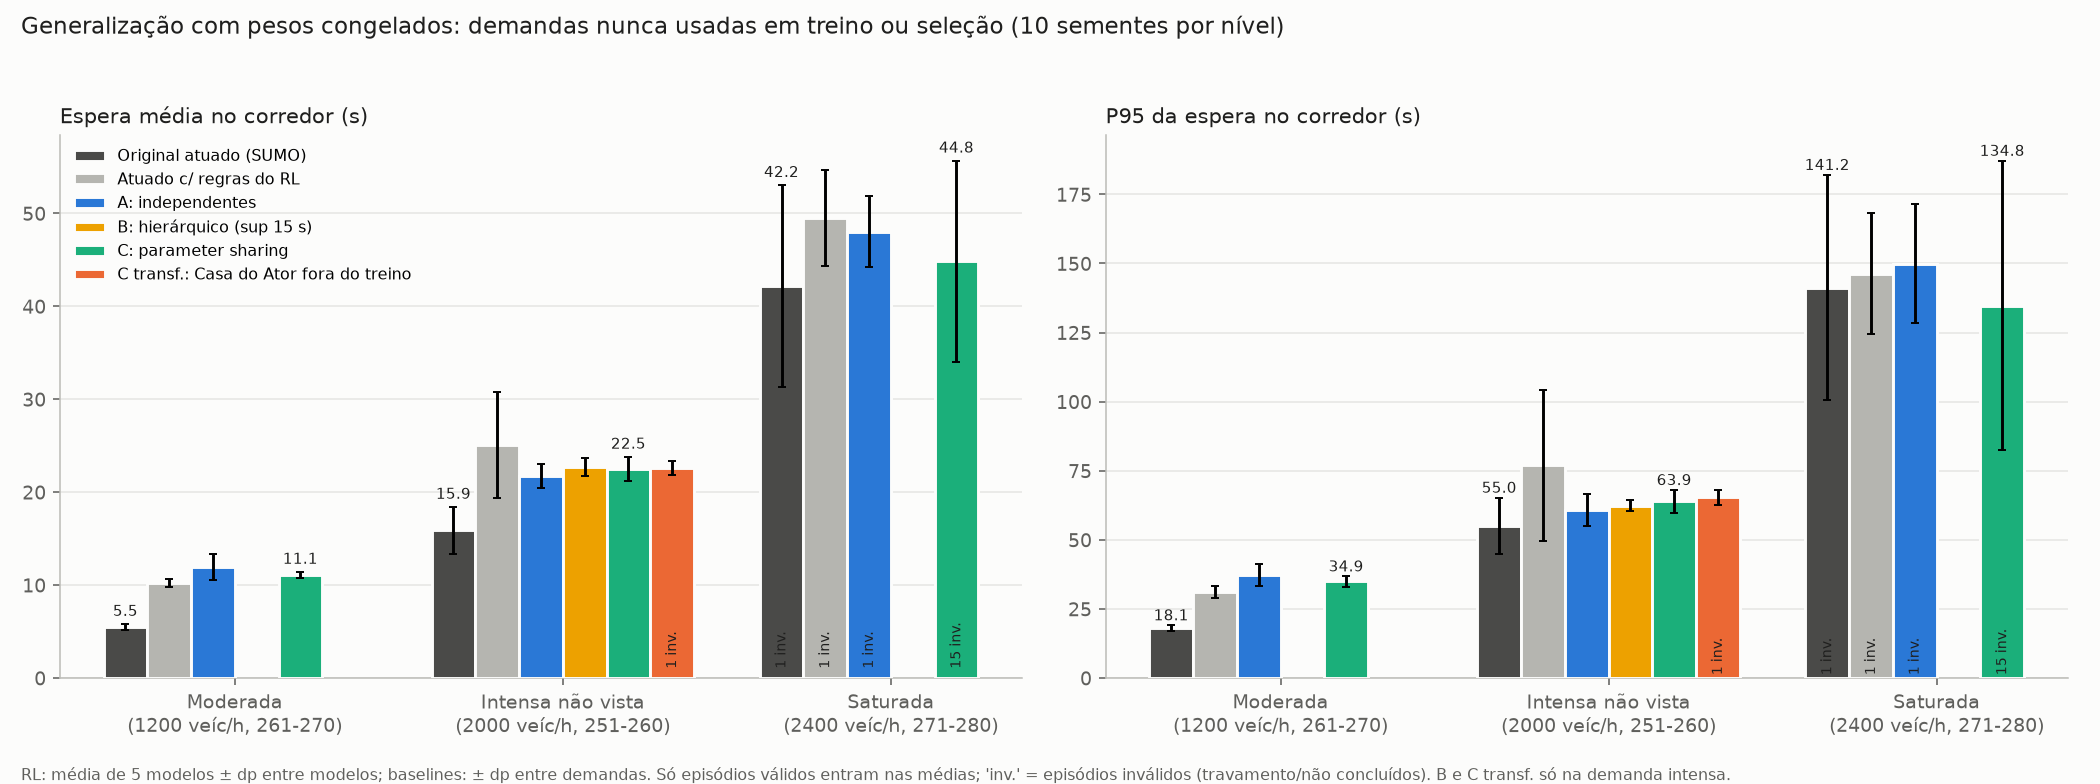 Generalização com pesos congelados: demandas nunca usadas em treino ou seleção (10 sementes por nível)
Espera média no corredor (s)
Original atuado (SUMO)
Atuado c/ regras do RL
A: independentes
B: hierárquico (sup 15 s)
C: parameter sharing
C transf.: Casa do Ator fora do treino
50
40
30
20
10
0
5.5
11.1
15.9
22.5
42.2
44.8
1 inv.
1 inv.
1 inv.
1 inv.
15 inv.
Moderada
(1200 veíc/h, 261-270)
Intensa não vista
(2000 veíc/h, 251-260)
Saturada
(2400 veíc/h, 271-280)
P95 da espera no corredor (s)
175
150
125
100
75
50
25
0
18.1
34.9
55.0
63.9
141.2
134.8
1 inv.
1 inv.
1 inv.
1 inv.
15 inv.
Moderada
(1200 veíc/h, 261-270)
Intensa não vista
(2000 veíc/h, 251-260)
Saturada
(2400 veíc/h, 271-280)
RL: média de 5 modelos ± dp entre modelos; baselines: ± dp entre demandas. Só episódios válidos entram nas médias; 'inv.' = episódios inválidos (travamento/não concluídos). B e C transf. só na demanda intensa.